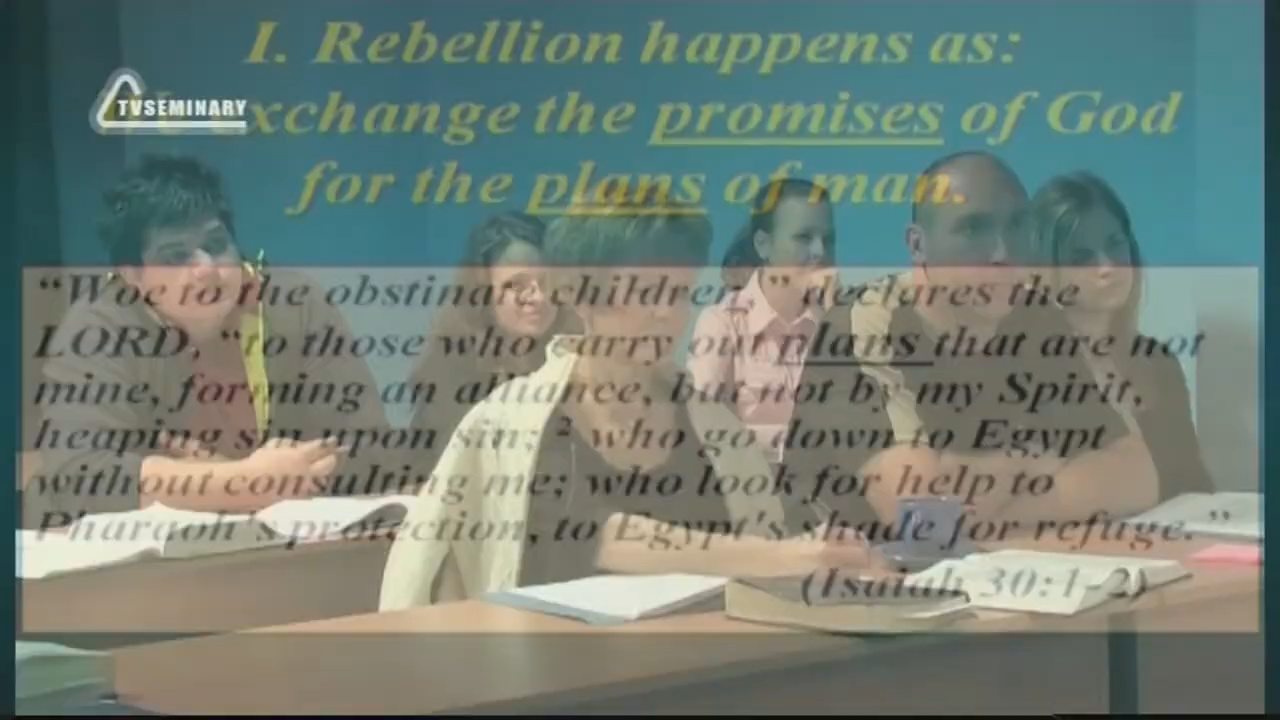 I. Rebellion happens as:
TVSEMINARY
We exchange the promises of God
for the plans of man.
“Woe to the obstinate children,” declares the
LORD, “to those who carry out plans that are not
mine, forming an alliance, but not by my Spirit,
heaping sin upon sin; 2 who go down to Egypt
without consulting me; who look for help to
Pharaoh's protection, to Egypt's shade for refuge.”
(Isaiah 30:1-2)